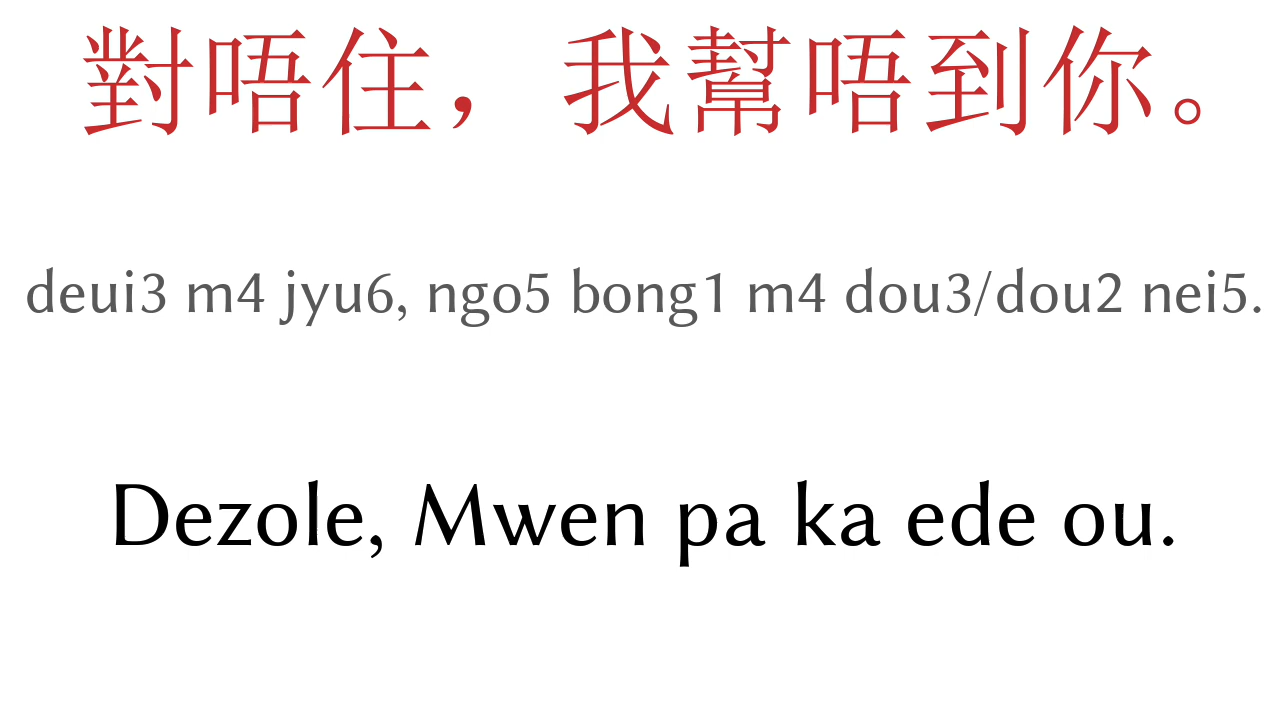 對唔住，我幫唔到你。
deui3 m4 jyu6, ngo5 bong1 m4 dou3/dou2 nei5.
Dezole, Mwen pa ka ede ou.